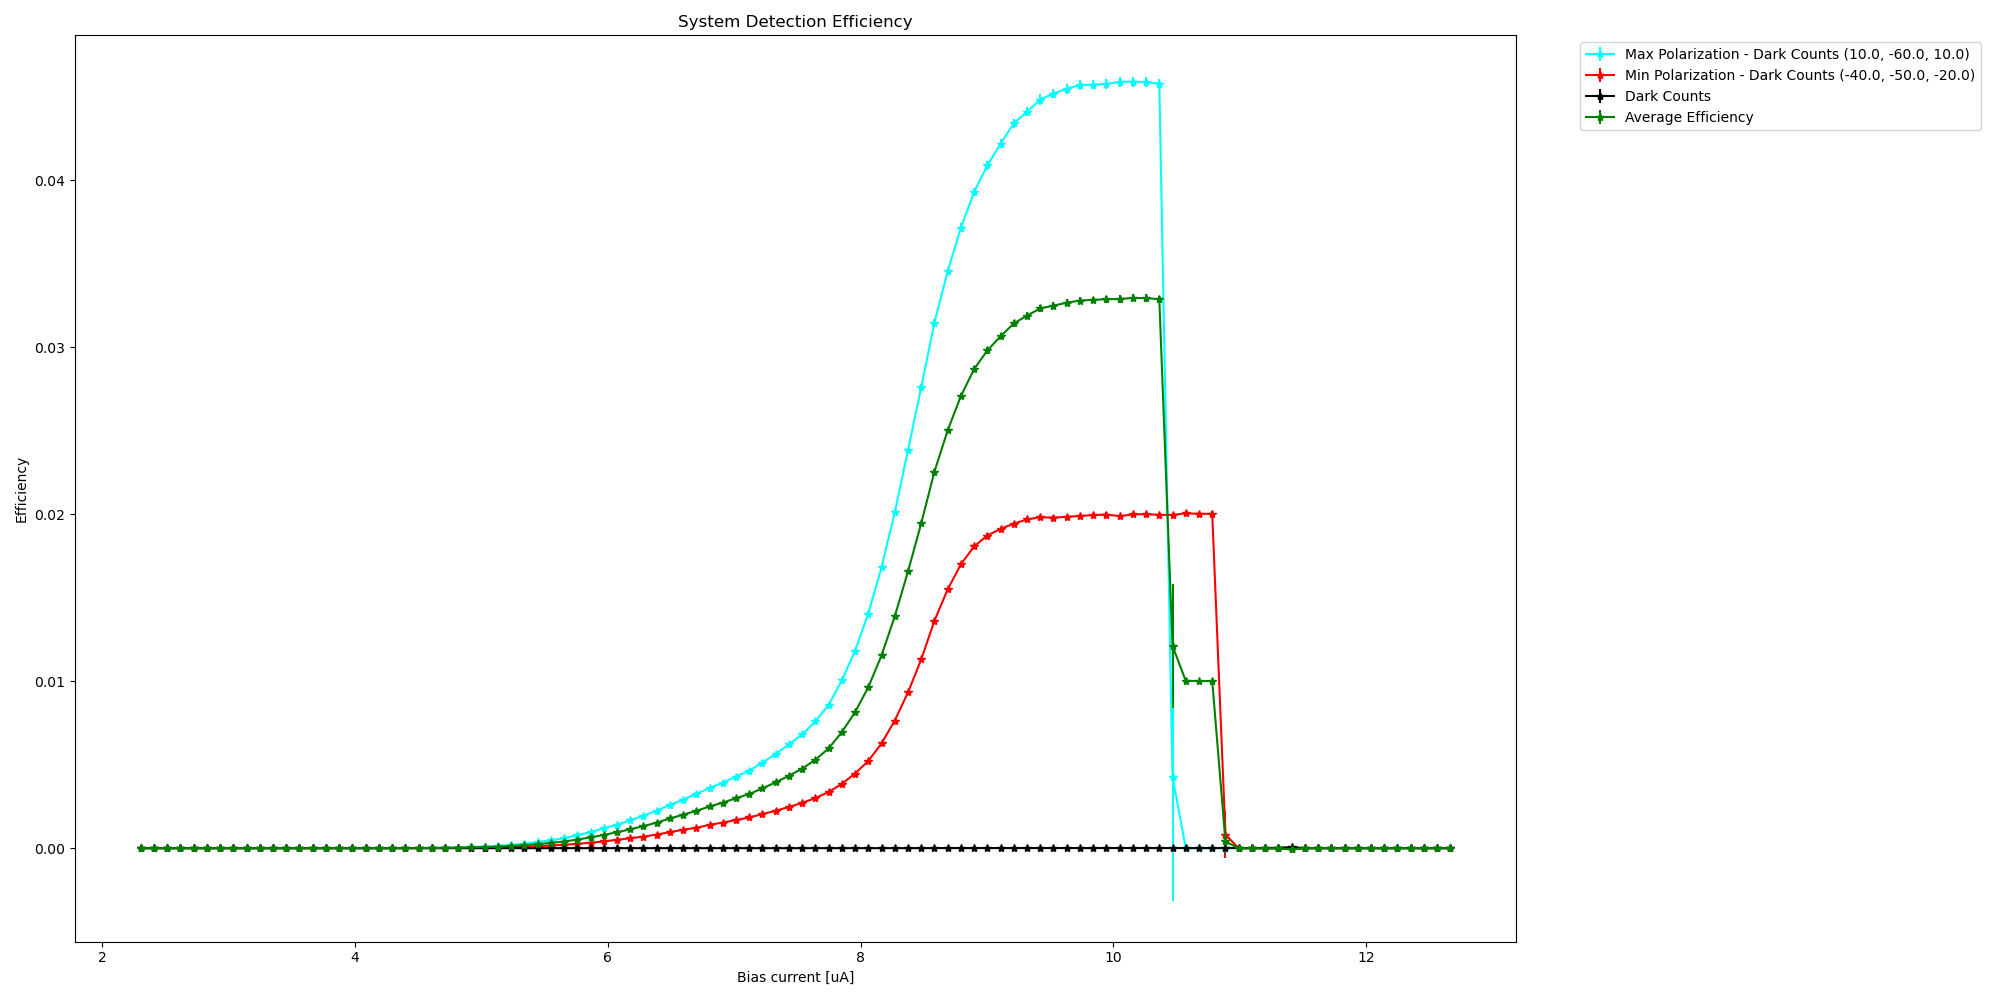 System Detection Efficiency
Max Polarization - Dark Counts (10.0, -60.0, 10.0)
Min Polarization - Dark Counts (-40.0, -50.0, -20.0)
Dark Counts
Average Efficiency
Efficiency
0.04
0.03
0.02
0.01
0.00
2 4 6 8 10 12
Bias current [uA]